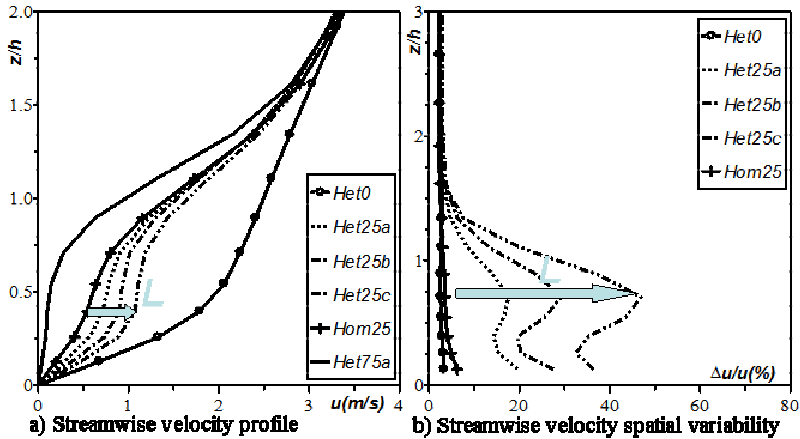 2.0
z/h
1.5
1.0
0.5
0
0
1
2
3
4
u(m/s)
Het0
Het25a
Het25b
Het25c
Hom25
Het75a
L
a) Streamwise velocity profile
3
z/h
2
1
0
0
20
40
60
80
Δu/u(%)
Het0
Het25a
Het25b
Het25c
Hom25
L
b) Streamwise velocity spatial variability